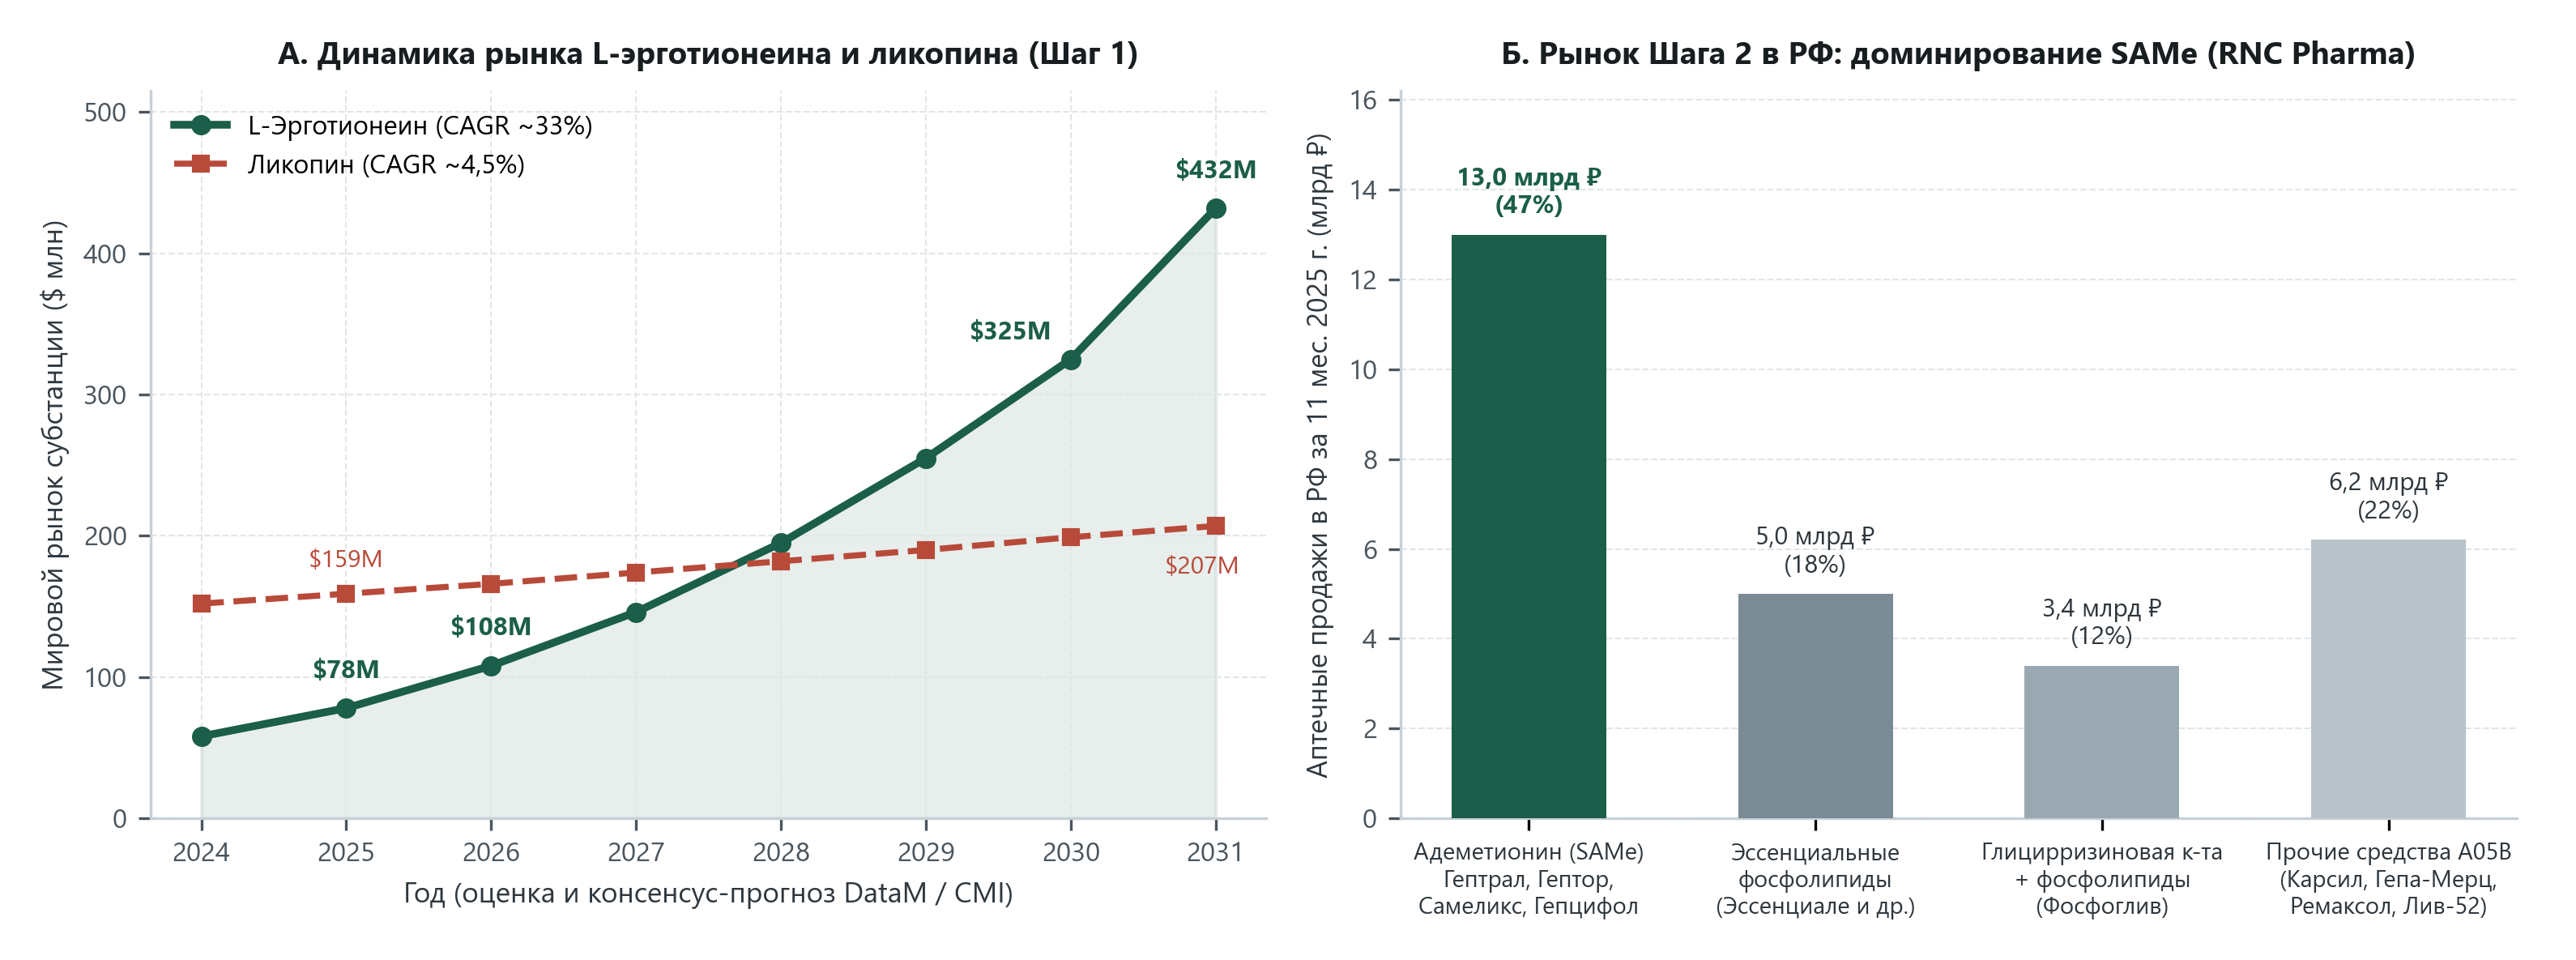 А. Динамика рынка L-эрготионеина и ликопина (Шаг 1)
Мировой рынок субстанции ($ млн)
500
400
300
200
100
0
L-Эрготионеин (CAGR ~33%)
Ликопин (CAGR ~4,5%)
$432M
$325M
$159M
$108M
$78M
$207M
2024 2025 2026 2027 2028 2029 2030 2031
Год (оценка и консенсус-прогноз DataM / CMI)
Б. Рынок Шага 2 в РФ: доминирование SAMe (RNC Pharma)
Аптечные продажи в РФ за 11 мес. 2025 г. (млрд ₽)
16
14
12
10
8
6
4
2
0
13,0 млрд ₽
(47%)
5,0 млрд ₽
(18%)
3,4 млрд ₽
(12%)
6,2 млрд ₽
(22%)
Адеметионин (SAMe)
Гептрал, Гептор,
Самеликс, Гепцифол
Эссенциальные
фосфолипиды
(Эссенциале и др.)
Глицирризиновая к-та
+ фосфолипиды
(Фосфоглив)
Прочие средства A05B
(Карсил, Гепа-Мерц,
Ремаксол, Лив-52)